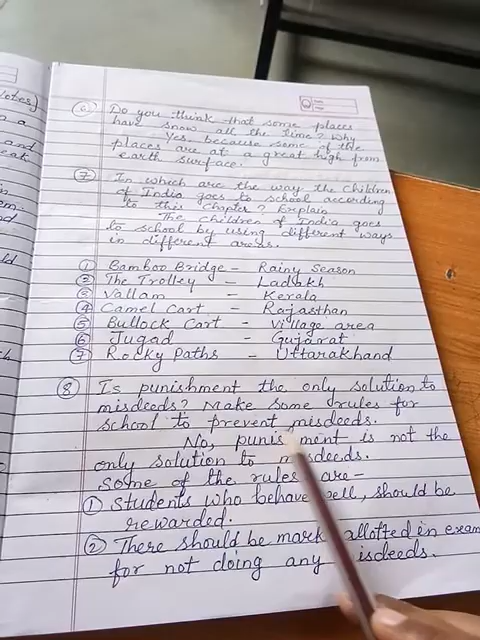 ⑥ Do you think that some places
have snow all the time? Why
Yes, because some of the
places are at a great high from
earth surface.
⑦ In which are the way the children
of India goes to school according
to this Chapter? Explain
The children of India goes
to school by using different ways
in different areas.
① Bamboo Bridge - Rainy Season
② The Trolley - Ladakh
③ Vallam - Kerala
④ Camel Cart - Rajasthan
⑤ Bullock Cart - Village area
⑥ Jugad - Gujarat
⑦ Rocky Paths - Uttarakhand
⑧ Is punishment the only solution to
misdeeds? Make some rules for
school to prevent misdeeds.
No, punishment is not the
only solution to misdeeds.
Some of the rules are-
① Students who behave well, should be
rewarded.
② There should be mark allotted in exam
for not doing any isdeeds.
otes)
and